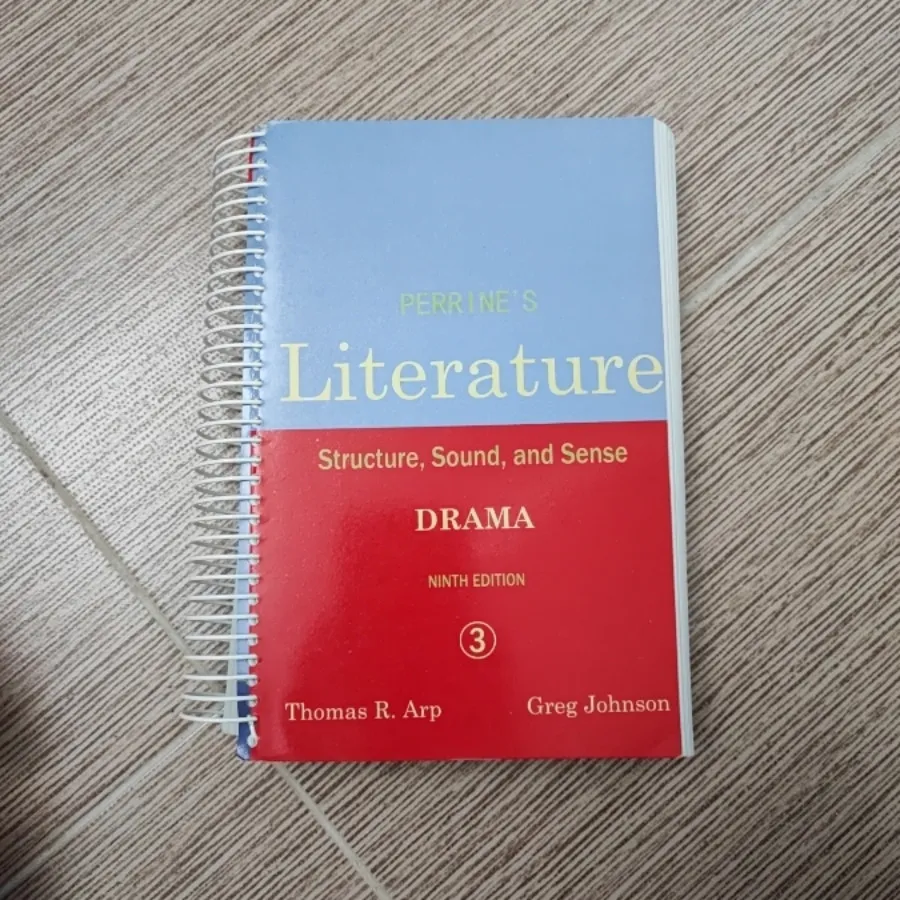 PERRINE'S
Literature
Structure, Sound, and Sense
DRAMA
NINTH EDITION
3
Thomas R. Arp Greg Johnson